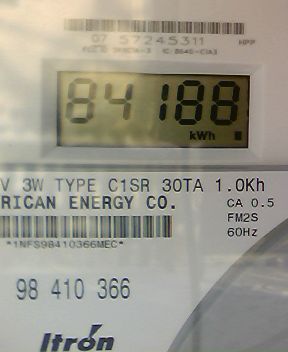 07 57245311 HPP
84188
kWh
V 3W TYPE C1SR 30TA 1.0Kh
RICAN ENERGY CO. CA 0.5
FM2S
60Hz
*1NFS98410366MEC*
98 410 366
Itron